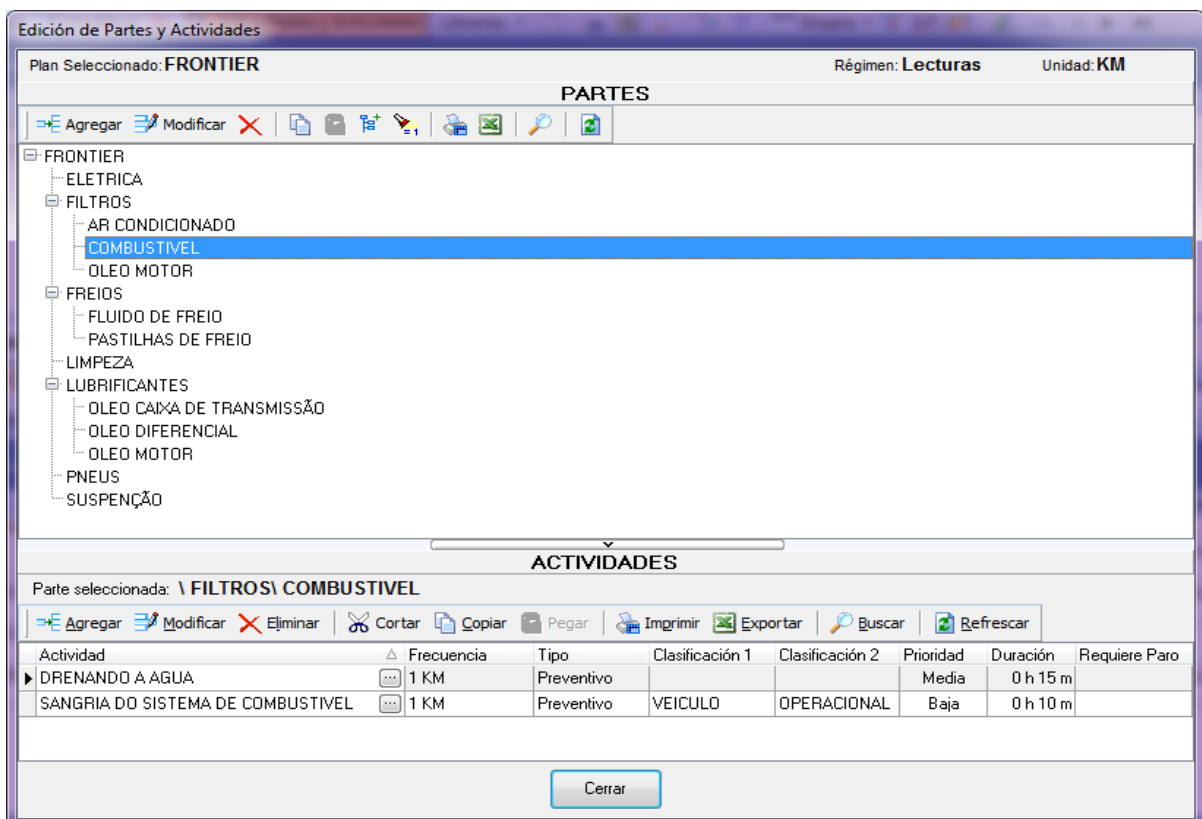 Edición de Partes y Actividades
Plan Seleccionado: FRONTIER Régimen: Lecturas Unidad: KM
PARTES
Agregar Modificar
FRONTIER
ELETRICA
FILTROS
AR CONDICIONADO
COMBUSTIVEL
OLEO MOTOR
FREIOS
FLUIDO DE FREIO
PASTILHAS DE FREIO
LIMPEZA
LUBRIFICANTES
OLEO CAIXA DE TRANSMISSÃO
OLEO DIFERENCIAL
OLEO MOTOR
PNEUS
SUSPENÇÃO
ACTIVIDADES
Parte seleccionada: \ FILTROS\ COMBUSTIVEL
Agregar Modificar Eliminar Cortar Copiar Pegar Imprimir Exportar Buscar Refrescar
Actividad Frecuencia Tipo Clasificación 1 Clasificación 2 Prioridad Duración Requiere Paro
DRENANDO A AGUA ... 1 KM Preventivo Media 0 h 15 m
SANGRIA DO SISTEMA DE COMBUSTIVEL ... 1 KM Preventivo VEICULO OPERACIONAL Baja 0 h 10 m
Cerrar